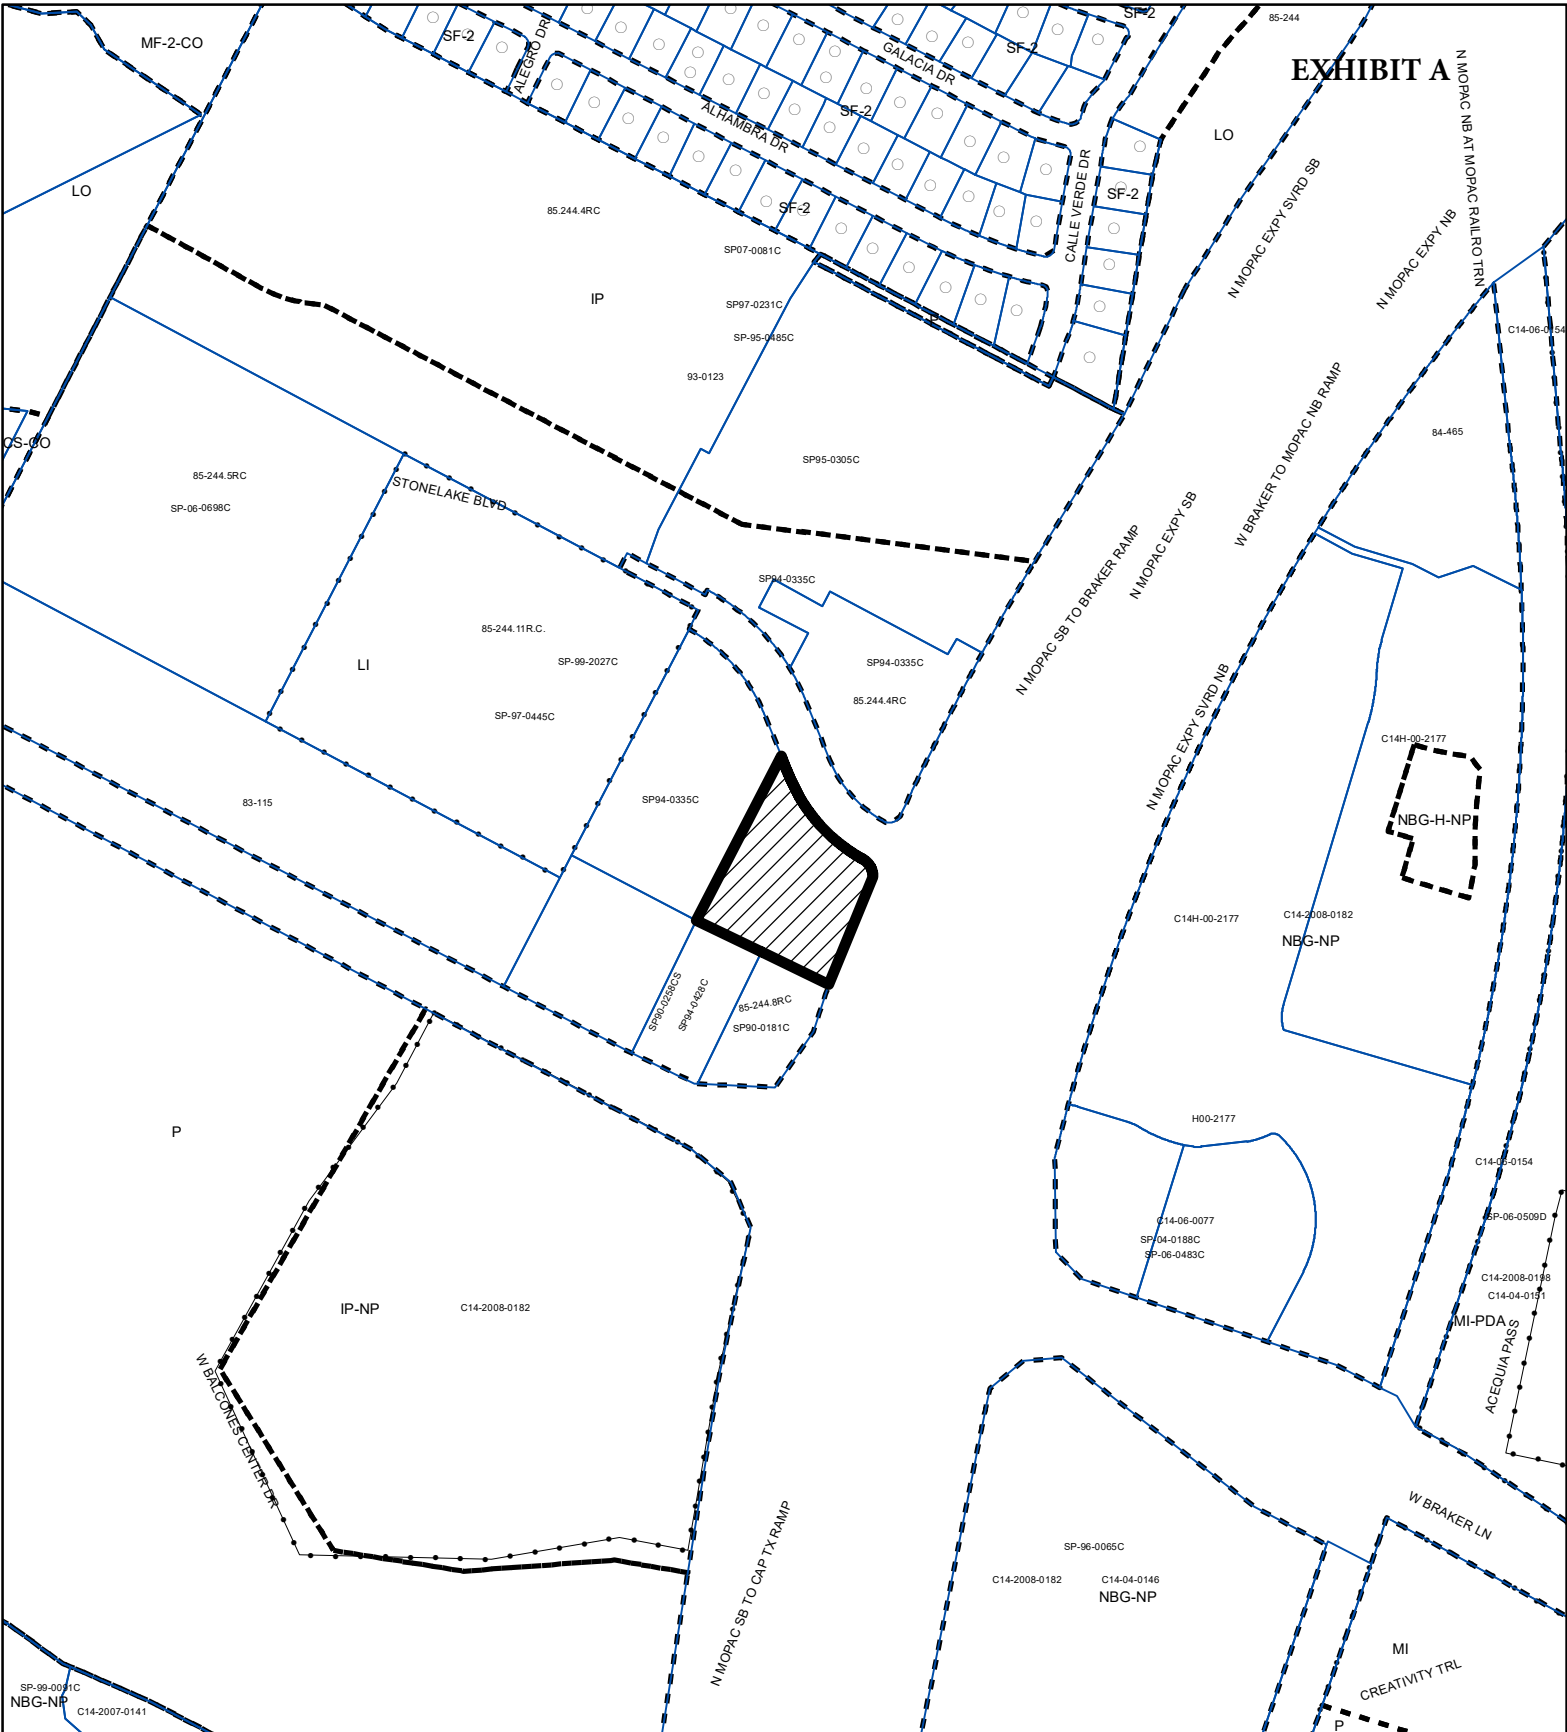 SF-2
85-244
MF-2-CO
SF-2
GALACIA DR
SF-2
ALEGRO DR
EXHIBIT A
N MOPAC NB AT MOPAC RAILRO TRN
ALHAMBRA DR
SF-2
LO
LO
CALLE VERDE DR
SF-2
N MOPAC EXPY SVRD SB
85.244.4RC
SF-2
N MOPAC EXPY NB
SP07-0081C
IP
SP97-0231C
P
SP-95-0485C
C14-06-0154
93-0123
W BRAKER TO MOPAC NB RAMP
84-465
CS-CO
SP95-0305C
85-244.5RC
STONELAKE BLVD
SP-06-0698C
N MOPAC EXPY SB
N MOPAC SB TO BRAKER RAMP
SP94-0335C
85-244.11R.C.
SP-99-2027C
LI
SP94-0335C
85.244.4RC
SP-97-0445C
N MOPAC EXPY SVRD NB
C14H-00-2177
SP94-0335C
83-115
NBG-H-NP
C14H-00-2177
C14-2008-0182
NBG-NP
SP90-0258CS
SP94-0428C
85-244.8RC
SP90-0181C
H00-2177
P
C14-06-0154
SP-06-0509D
C14-06-0077
SP-04-0188C
SP-06-0483C
C14-2008-0198
C14-04-0151
IP-NP
C14-2008-0182
MI-PDA
ACEQUIA PASS
W BALCONES CENTER DR
W BRAKER LN
N MOPAC SB TO CAP TX RAMP
SP-96-0065C
C14-2008-0182
C14-04-0146
NBG-NP
MI
CREATIVITY TRL
SP-99-0091C
NBG-NP
C14-2007-0141
P